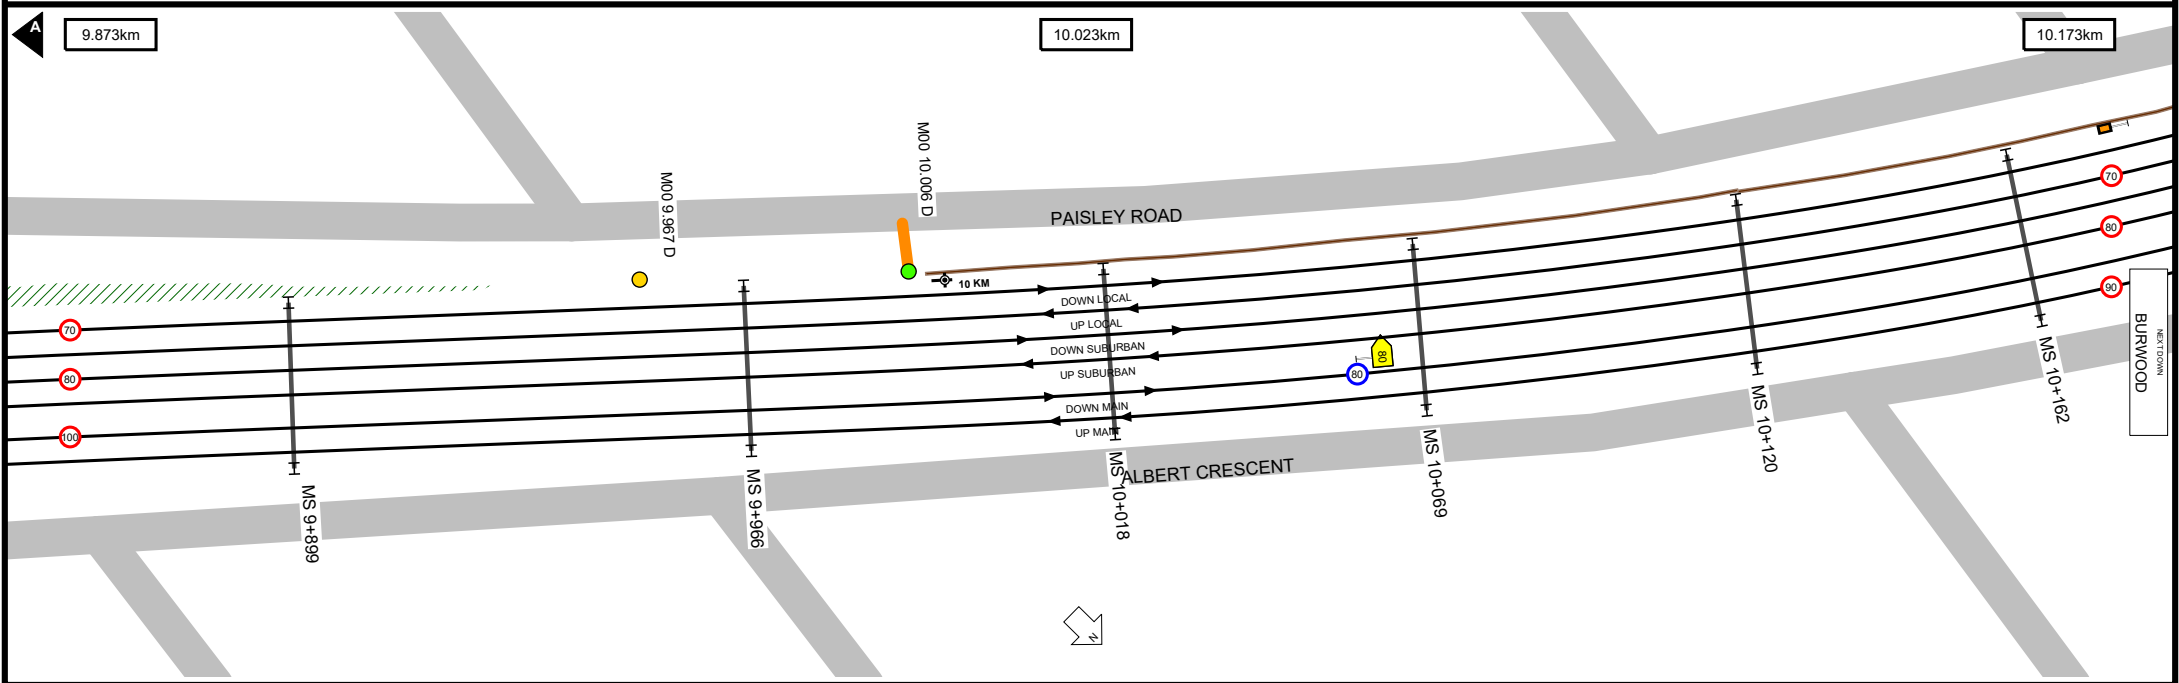 A
9.873km
10.023km
10.173km
M00 9.967 D
M00 10.006 D
PAISLEY ROAD
10 KM
DOWN LOCAL
UP LOCAL
DOWN SUBURBAN
UP SUBURBAN
DOWN MAIN
UP MAIN
70
80
100
80
80
70
80
90
NEXT DOWN
BURWOOD
ALBERT CRESCENT
MS 9+899
MS 9+966
MS 10+018
MS 10+069
MS 10+120
MS 10+162
N